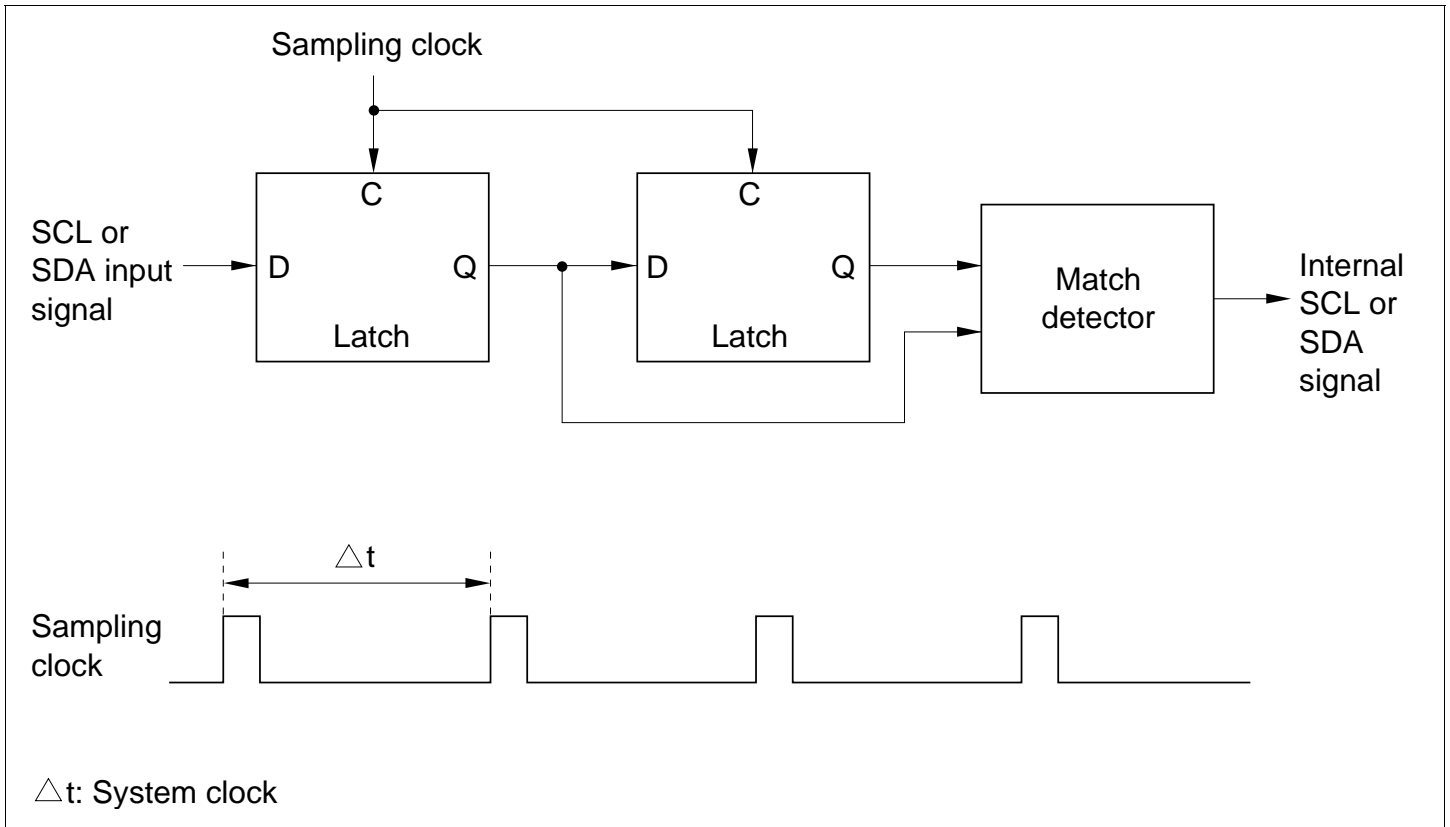 Sampling clock
C
C
SCL or
SDA input
signal
D
Q
D
Q
Latch
Latch
Match
detector
Internal
SCL or
SDA
signal
△t
Sampling
clock
△t: System clock